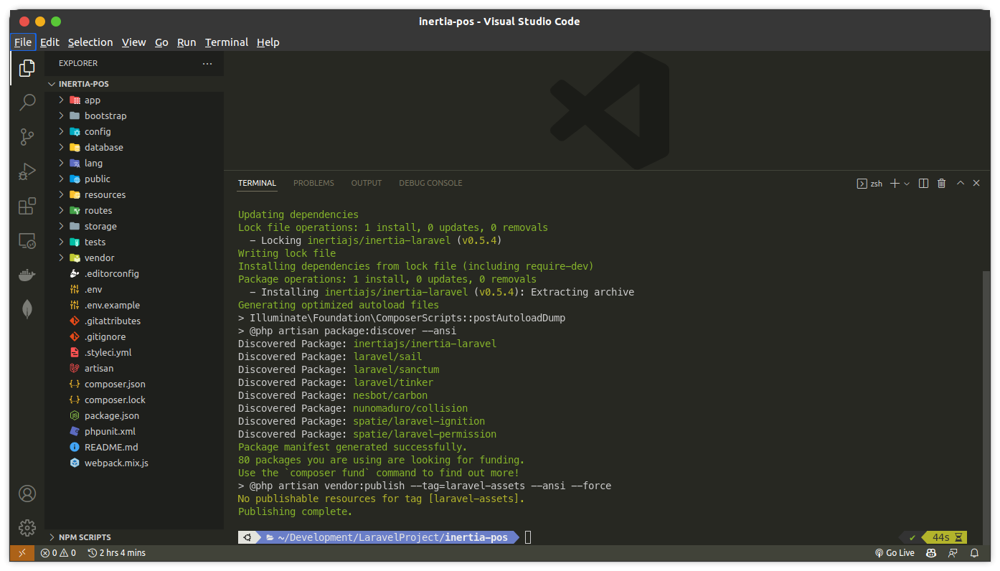 inertia-pos - Visual Studio Code
File Edit Selection View Go Run Terminal Help
EXPLORER ...
INERTIA-POS
app
bootstrap
config
database
lang
public
resources
routes
storage
tests
vendor
.editorconfig
.env
.env.example
.gitattributes
.gitignore
.styleci.yml
artisan
composer.json
composer.lock
package.json
phpunit.xml
README.md
webpack.mix.js
NPM SCRIPTS
TERMINAL PROBLEMS OUTPUT DEBUG CONSOLE zsh
Updating dependencies
Lock file operations: 1 install, 0 updates, 0 removals
  - Locking inertiajs/inertia-laravel (v0.5.4)
Writing lock file
Installing dependencies from lock file (including require-dev)
Package operations: 1 install, 0 updates, 0 removals
  - Installing inertiajs/inertia-laravel (v0.5.4): Extracting archive
Generating optimized autoload files
> Illuminate\Foundation\ComposerScripts::postAutoloadDump
> @php artisan package:discover --ansi
Discovered Package: inertiajs/inertia-laravel
Discovered Package: laravel/sail
Discovered Package: laravel/sanctum
Discovered Package: laravel/tinker
Discovered Package: nesbot/carbon
Discovered Package: nunomaduro/collision
Discovered Package: spatie/laravel-ignition
Discovered Package: spatie/laravel-permission
Package manifest generated successfully.
80 packages you are using are looking for funding.
Use the `composer fund` command to find out more!
> @php artisan vendor:publish --tag=laravel-assets --ansi --force
No publishable resources for tag [laravel-assets].
Publishing complete.
~/Development/LaravelProject/inertia-pos ✔ 44s
0 0 2 hrs 4 mins Go Live